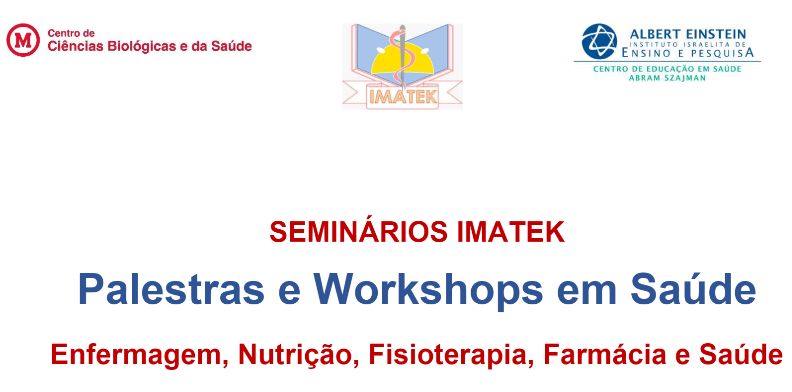 M
Centro de
Ciências Biológicas e da Saúde
IMATEK
ALBERT EINSTEIN
INSTITUTO ISRAELITA DE
ENSINO E PESQUISA
CENTRO DE EDUCAÇÃO EM SAÚDE
ABRAM SZAJMAN
SEMINÁRIOS IMATEK
Palestras e Workshops em Saúde
Enfermagem, Nutrição, Fisioterapia, Farmácia e Saúde